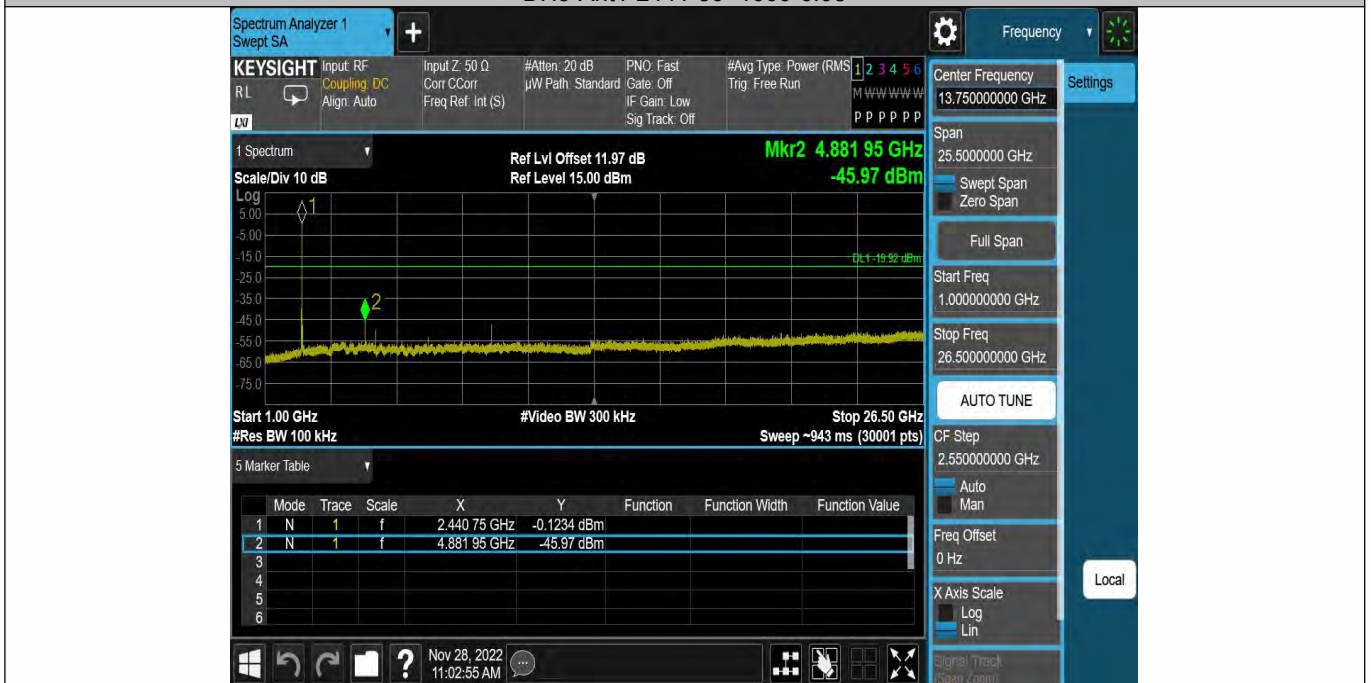 Spectrum Analyzer 1
Swept SA
+
Frequency
KEYSIGHT
RL
LXI
Input: RF
Coupling: DC
Align: Auto
Input Z: 50 Ω
Corr CCorr
Freq Ref: Int (S)
#Atten: 20 dB
µW Path: Standard
PNO: Fast
Gate: Off
IF Gain: Low
Sig Track: Off
#Avg Type: Power (RMS
Trig: Free Run
1 2 3 4 5 6
M W W W W W
P P P P P P
Center Frequency
13.750000000 GHz
Settings
Span
25.5000000 GHz
Swept Span
Zero Span
Full Span
Start Freq
1.000000000 GHz
Stop Freq
26.500000000 GHz
AUTO TUNE
CF Step
2.550000000 GHz
Auto
Man
Freq Offset
0 Hz
X Axis Scale
Log
Lin
Signal Track
(Span Zoom)
Local
1 Spectrum
Scale/Div 10 dB
Ref Lvl Offset 11.97 dB
Ref Level 15.00 dBm
Mkr2 4.881 95 GHz
-45.97 dBm
Log
5.00
-5.00
-15.0
-25.0
-35.0
-45.0
-55.0
-65.0
-75.0
1
2
DL1 -19.92 dBm
Start 1.00 GHz
#Video BW 300 kHz
Stop 26.50 GHz
#Res BW 100 kHz
Sweep ~943 ms (30001 pts)
5 Marker Table
Mode Trace Scale X Y Function Function Width Function Value
1 N 1 f 2.440 75 GHz -0.1234 dBm
2 N 1 f 4.881 95 GHz -45.97 dBm
3
4
5
6
?
Nov 28, 2022
11:02:55 AM